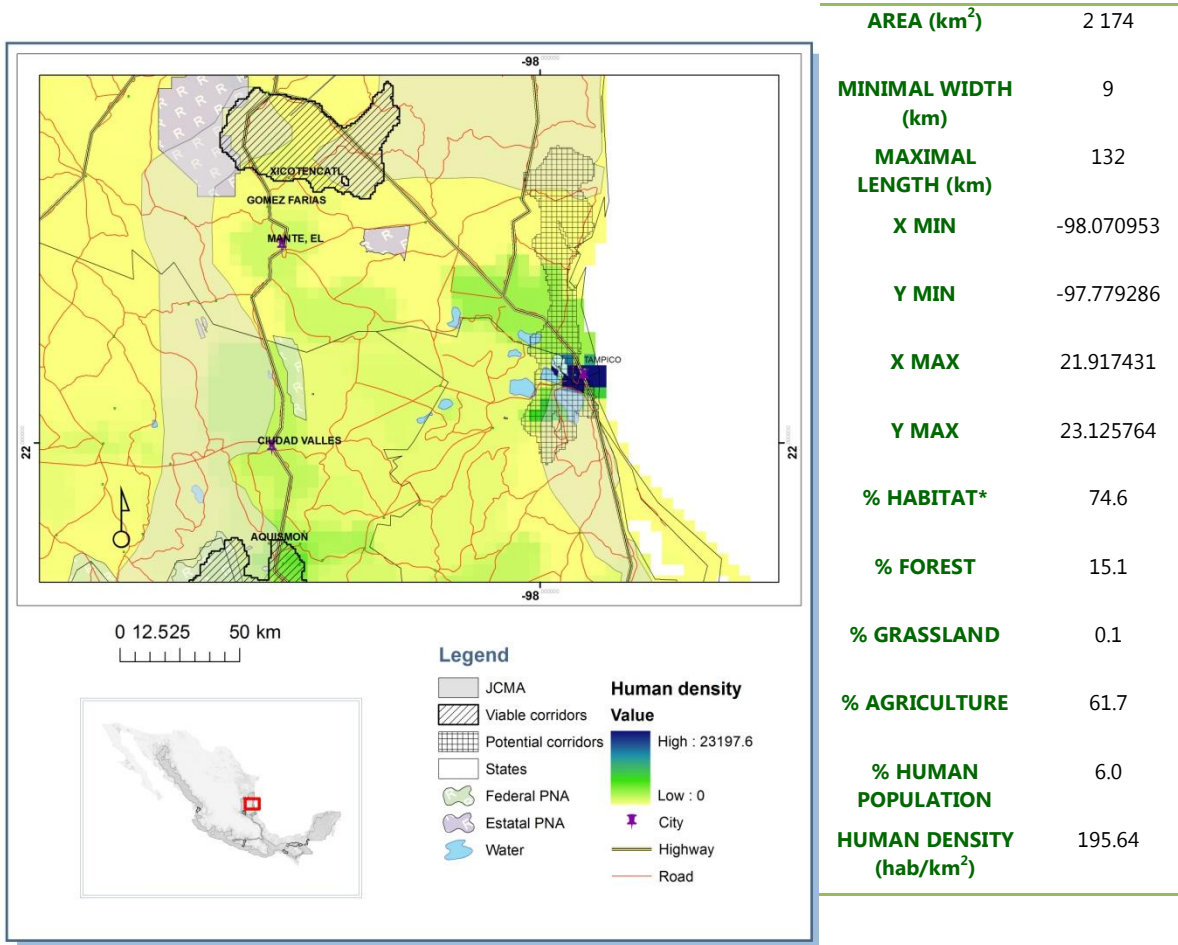 -98
XICOTENCATL
GOMEZ FARIAS
MANTE, EL
TAMPICO
22
22
CIUDAD VALLES
AQUISMON
-98
0 12.525 50 km
Legend
JCMA
Viable corridors
Potential corridors
States
Federal PNA
Estatal PNA
Water
Human density
Value
High : 23197.6
Low : 0
City
Highway
Road
AREA (km²) 2 174
MINIMAL WIDTH 9
(km)
MAXIMAL 132
LENGTH (km)
X MIN -98.070953
Y MIN -97.779286
X MAX 21.917431
Y MAX 23.125764
% HABITAT* 74.6
% FOREST 15.1
% GRASSLAND 0.1
% AGRICULTURE 61.7
% HUMAN 6.0
POPULATION
HUMAN DENSITY 195.64
(hab/km²)